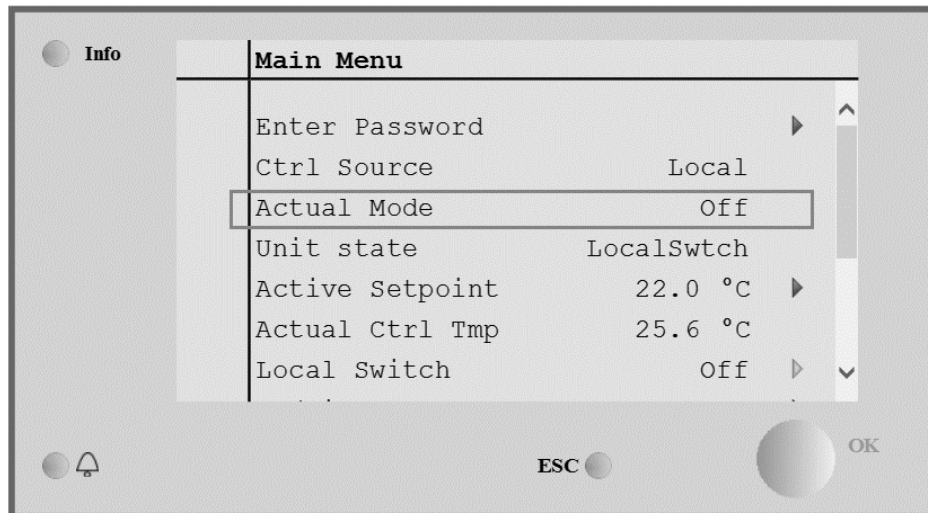 Info
Main Menu
Enter Password
Ctrl Source Local
Actual Mode Off
Unit state LocalSwtch
Active Setpoint 22.0 °C
Actual Ctrl Tmp 25.6 °C
Local Switch Off
ESC
OK